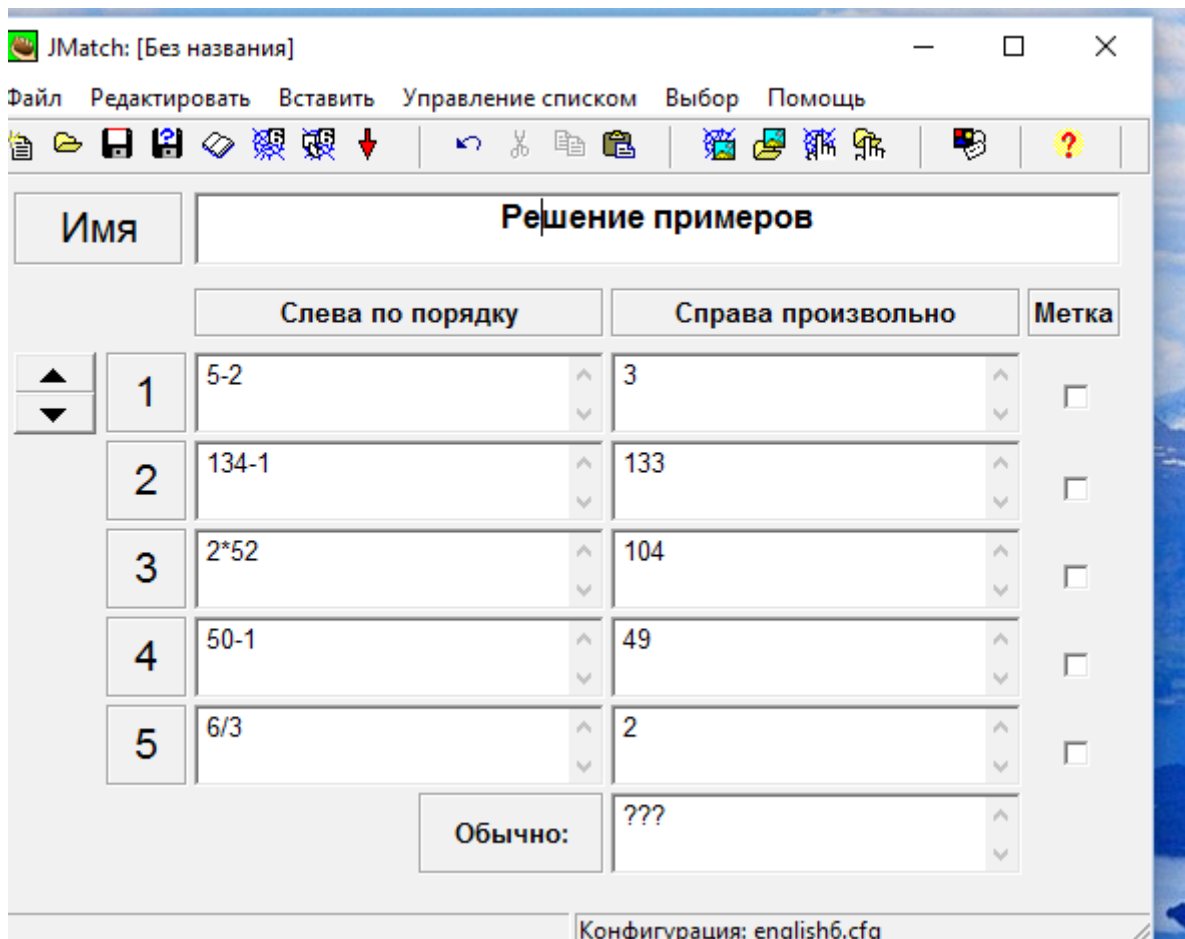 JMatch: [Без названия]
Файл Редактировать Вставить Управление списком Выбор Помощь
Имя
Решение примеров
Слева по порядку Справа произвольно Метка
1 5-2 3
2 134-1 133
3 2*52 104
4 50-1 49
5 6/3 2
Обычно: ???
Конфигурация: english6.cfg